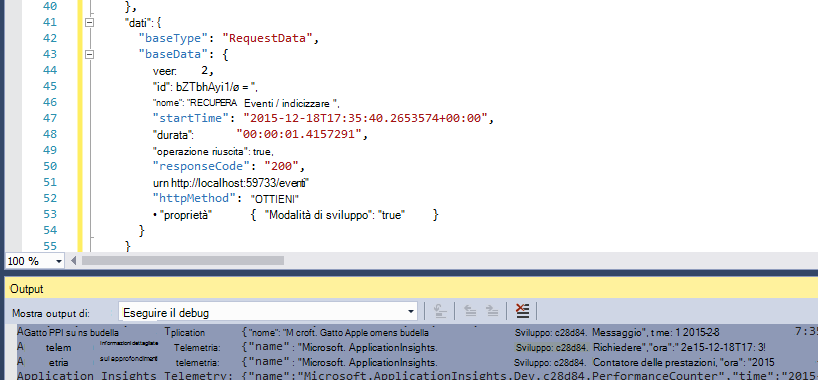 40 },
41 "dati": {
42 "baseType": "RequestData",
43 "baseData": {
44 veer: 2,
45 "id": bZTbhAyi1/ø = ",
46 "nome": "RECUPERA Eventi / indicizzare ",
47 "startTime": "2015-12-18T17:35:40.2653574+00:00",
48 "durata": "00:00:01.4157291",
49 "operazione riuscita": true,
50 "responseCode": "200",
51 urn http://localhost:59733/eventi"
52 "httpMethod": "OTTIENI"
53 • "proprietà" { "Modalità di sviluppo": "true" }
54 }
55 }
100 %
Output
Mostra output di: Eseguire il debug
A Gatto PPI su ns budella Tplication {"nome": "M croft. Gatto Apple omens budella Sviluppo: c28d84. Messaggio", t me: 1 2015-2-8 7:35
A telem Informazioni dettagliate Telemetria: {"name": "Microsoft. ApplicationInsights. Sviluppo: c28d84. Richiedere","ora":" 2e15-12-18T17: 3!
A etria sui approfondimenti telemetria: {"name": "Microsoft. ApplicationInsights. Sviluppo: c28d84. Contatore delle prestazioni, "ora": "2015
Application Insights Telemetry: {"name":"Microsoft.ApplicationInsights.Dev.c28d84.PerformanceCounter","time":"2015-